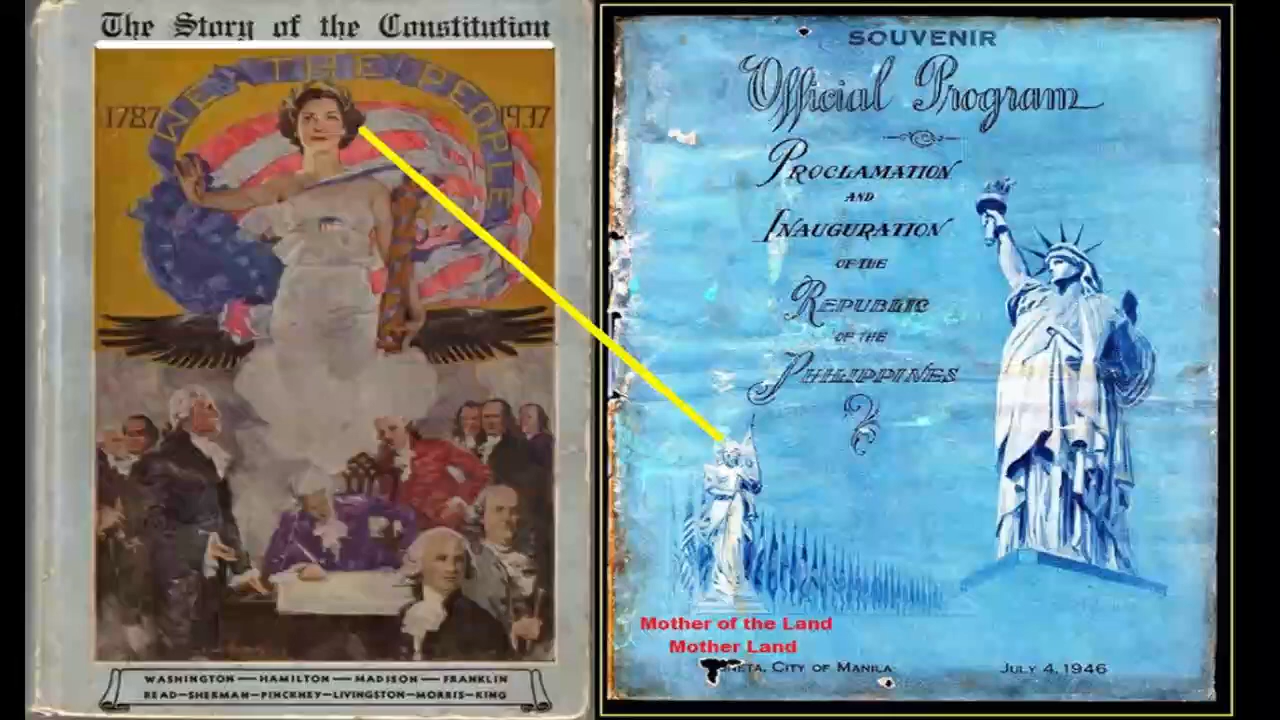 The Story of the Constitution
WE THE PEOPLE
1787
1937
WASHINGTON—HAMILTON—MADISON—FRANKLIN
READ—SHERMAN—PINCKNEY—LIVINGSTON—MORRIS—KING
SOUVENIR
Official Program
PROCLAMATION
AND
INAUGURATION
OF THE
REPUBLIC
OF THE
PHILIPPINES
Mother of the Land
Mother Land
CITY OF MANILA
JULY 4, 1946